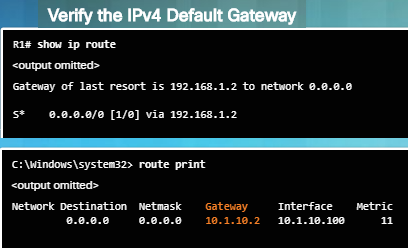 Verify the IPv4 Default Gateway
R1# show ip route
<output omitted>
Gateway of last resort is 192.168.1.2 to network 0.0.0.0
S* 0.0.0.0/0 [1/0] via 192.168.1.2
C:\Windows\system32> route print
<output omitted>
Network Destination Netmask Gateway Interface Metric
0.0.0.0 0.0.0.0 10.1.10.2 10.1.10.100 11